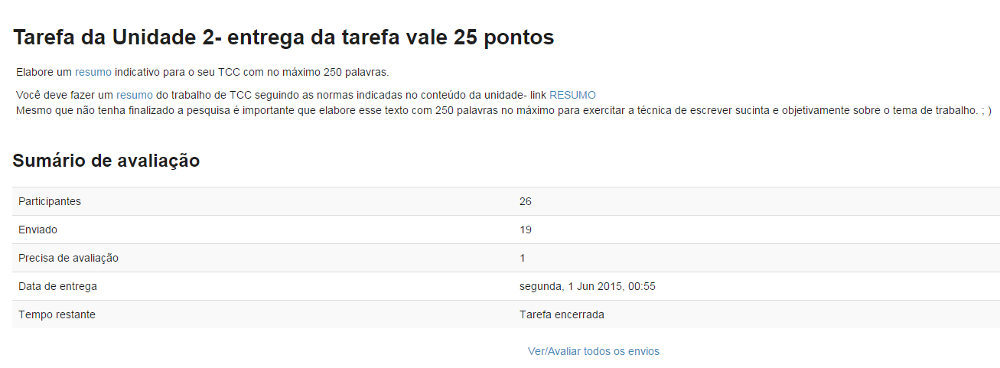 Tarefa da Unidade 2- entrega da tarefa vale 25 pontos
Elabore um resumo indicativo para o seu TCC com no máximo 250 palavras.
Você deve fazer um resumo do trabalho de TCC seguindo as normas indicadas no conteúdo da unidade- link RESUMO
Mesmo que não tenha finalizado a pesquisa é importante que elabore esse texto com 250 palavras no máximo para exercitar a técnica de escrever sucinta e objetivamente sobre o tema de trabalho. ; )
Sumário de avaliação
Participantes 26
Enviado 19
Precisa de avaliação 1
Data de entrega segunda, 1 Jun 2015, 00:55
Tempo restante Tarefa encerrada
Ver/Avaliar todos os envios